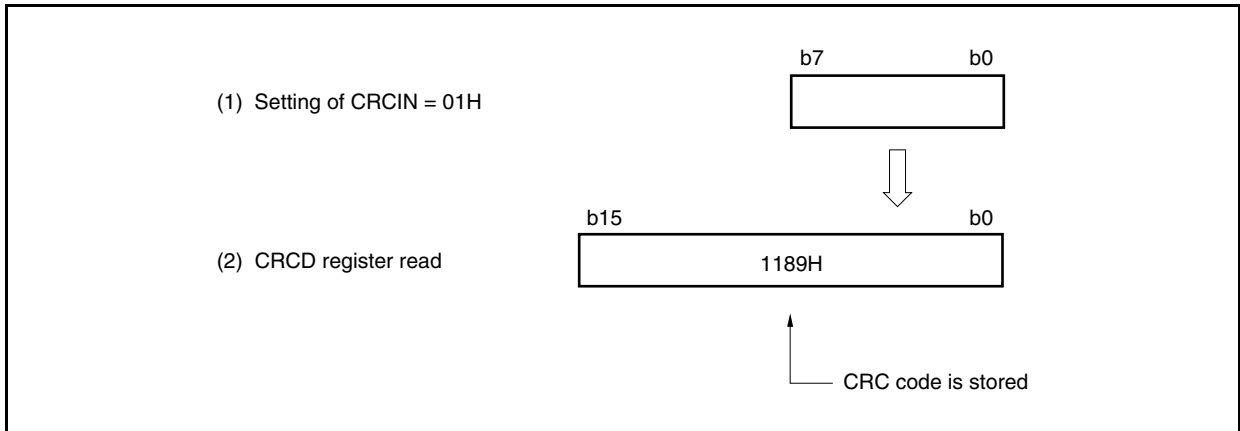 b7 b0
(1) Setting of CRCIN = 01H
b15 b0
(2) CRCD register read 1189H
CRC code is stored